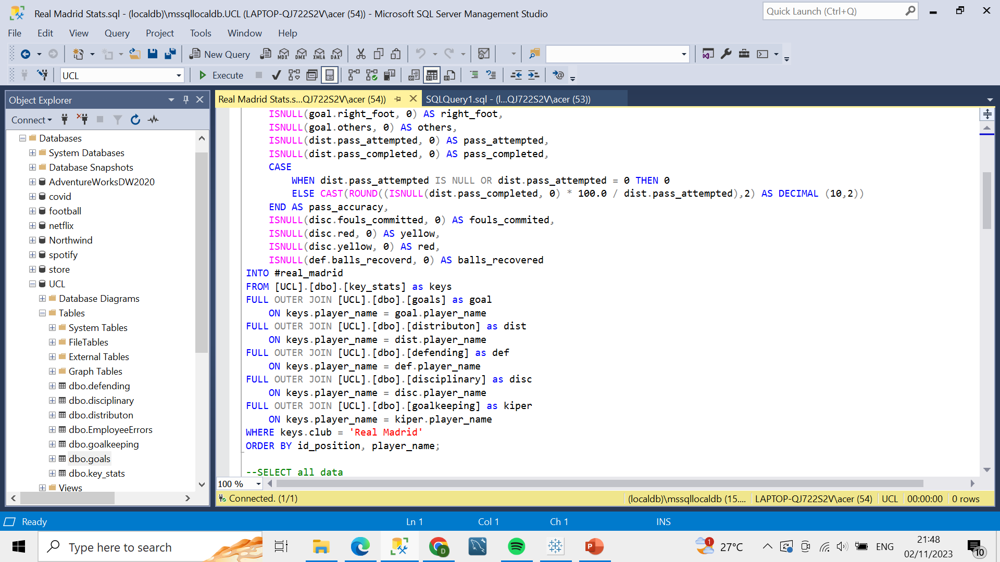 Real Madrid Stats.sql - (localdb)\mssqllocaldb.UCL (LAPTOP-QJ722S2V\acer (54)) - Microsoft SQL Server Management Studio
Quick Launch (Ctrl+Q)
File Edit View Query Project Tools Window Help
New Query MDX DMX XMLA DAX
UCL Execute
Object Explorer
Connect
Databases
System Databases
Database Snapshots
AdventureWorksDW2020
covid
football
netflix
Northwind
spotify
store
UCL
Database Diagrams
Tables
System Tables
FileTables
External Tables
Graph Tables
dbo.defending
dbo.disciplinary
dbo.distributon
dbo.EmployeeErrors
dbo.goalkeeping
dbo.goals
dbo.key_stats
Views
Real Madrid Stats.s...QJ722S2V\acer (54)) SQLQuery1.sql - (l...QJ722S2V\acer (53))
ISNULL(goal.right_foot, 0) AS right_foot,
ISNULL(goal.others, 0) AS others,
ISNULL(dist.pass_attempted, 0) AS pass_attempted,
ISNULL(dist.pass_completed, 0) AS pass_completed,
CASE
WHEN dist.pass_attempted IS NULL OR dist.pass_attempted = 0 THEN 0
ELSE CAST(ROUND((ISNULL(dist.pass_completed, 0) * 100.0 / dist.pass_attempted),2) AS DECIMAL (10,2))
END AS pass_accuracy,
ISNULL(disc.fouls_committed, 0) AS fouls_commited,
ISNULL(disc.red, 0) AS yellow,
ISNULL(disc.yellow, 0) AS red,
ISNULL(def.balls_recoverd, 0) AS balls_recovered
INTO #real_madrid
FROM [UCL].[dbo].[key_stats] as keys
FULL OUTER JOIN [UCL].[dbo].[goals] as goal
ON keys.player_name = goal.player_name
FULL OUTER JOIN [UCL].[dbo].[distributon] as dist
ON keys.player_name = dist.player_name
FULL OUTER JOIN [UCL].[dbo].[defending] as def
ON keys.player_name = def.player_name
FULL OUTER JOIN [UCL].[dbo].[disciplinary] as disc
ON keys.player_name = disc.player_name
FULL OUTER JOIN [UCL].[dbo].[goalkeeping] as kiper
ON keys.player_name = kiper.player_name
WHERE keys.club = 'Real Madrid'
ORDER BY id_position, player_name;
--SELECT all data
100 %
Connected. (1/1) (localdb)\mssqllocaldb (15.... LAPTOP-QJ722S2V\acer (54) UCL 00:00:00 0 rows
Ready Ln 1 Col 1 Ch 1 INS
Type here to search
D
P
1
27°C
ENG
21:48
02/11/2023
10